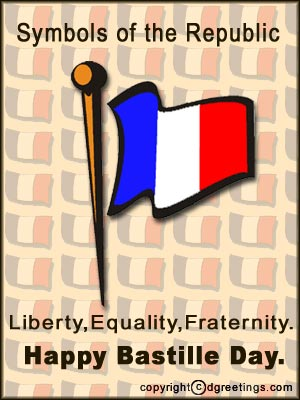 Symbols of the Republic
Liberty,Equality,Fraternity.
Happy Bastille Day.
copyright©dgreetings.com